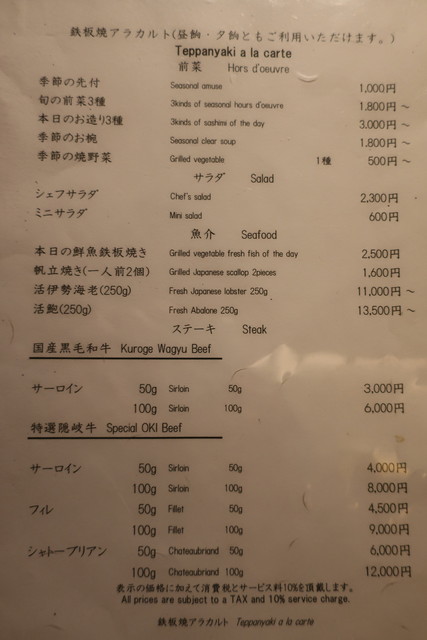 鉄板焼アラカルト(昼餉・夕餉ともご利用いただけます。)
Teppanyaki a la carte
前菜 Hors d'oeuvre
季節の先付 Seasonal amuse 1,000円
旬の前菜3種 3kinds of seasonal hours d'oeuvre 1,800円 ～
本日のお造り3種 3kinds of sashimi of the day 3,000円 ～
季節のお椀 Seasonal clear soup 1,800円 ～
季節の焼野菜 Grilled vegetable 1種 500円 ～
サラダ Salad
シェフサラダ Chef's salad 2,300円
ミニサラダ Mini salad 600円
魚介 Seafood
本日の鮮魚鉄板焼き Grilled vegetable fresh fish of the day 2,500円
帆立焼き(一人前2個) Grilled Japanese scallop 2pieces 1,600円
活伊勢海老(250g) Fresh Japanese lobster 250g 11,000円 ～
活鮑(250g) Fresh Abalone 250g 13,500円 ～
ステーキ Steak
国産黒毛和牛 Kuroge Wagyu Beef
サーロイン 50g Sirloin 50g 3,000円
100g Sirloin 100g 6,000円
特選隠岐牛 Special OKI Beef
サーロイン 50g Sirloin 50g 4,000円
100g Sirloin 100g 8,000円
フィレ 50g Fillet 50g 4,500円
100g Fillet 100g 9,000円
シャトーブリアン 50g Chateaubriand 50g 6,000円
100g Chateaubriand 100g 12,000円
表示の価格に加えて消費税とサービス料10%を頂戴します。
All prices are subject to a TAX and 10% service charge.
鉄板焼アラカルト Teppanyaki a la carte